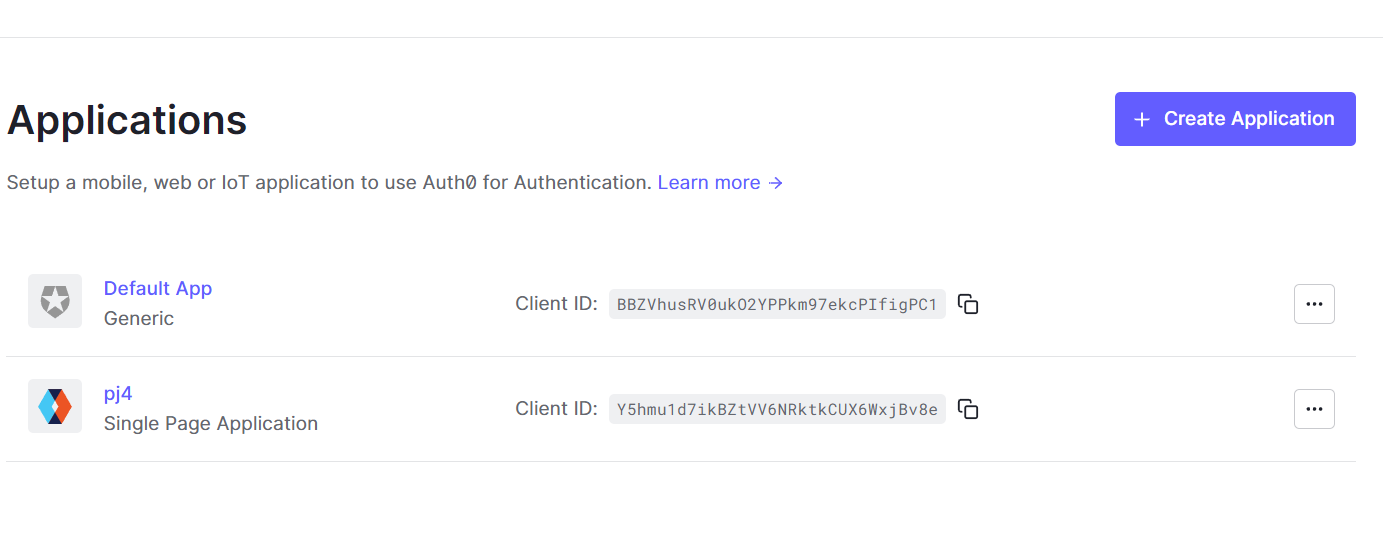 Applications
+ Create Application
Setup a mobile, web or IoT application to use Auth0 for Authentication. Learn more →
Default App
Generic
Client ID: BBZVhusRV0ukO2YPPkm97ekcPIfigPC1
...
pj4
Single Page Application
Client ID: Y5hmu1d7ikBZtVV6NRktkCUX6WxjBv8e
...